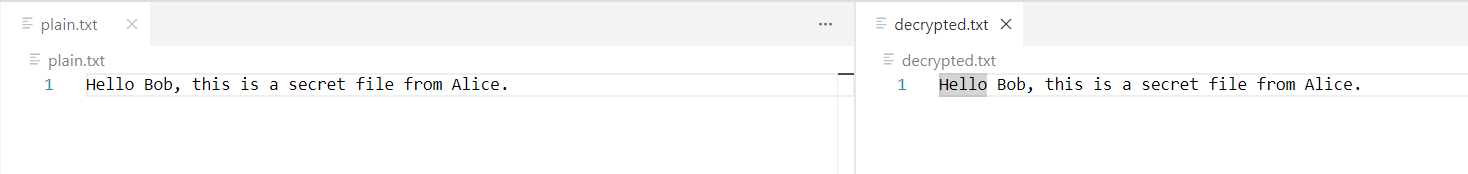 plain.txt
plain.txt
1 Hello Bob, this is a secret file from Alice.
decrypted.txt
decrypted.txt
1 Hello Bob, this is a secret file from Alice.